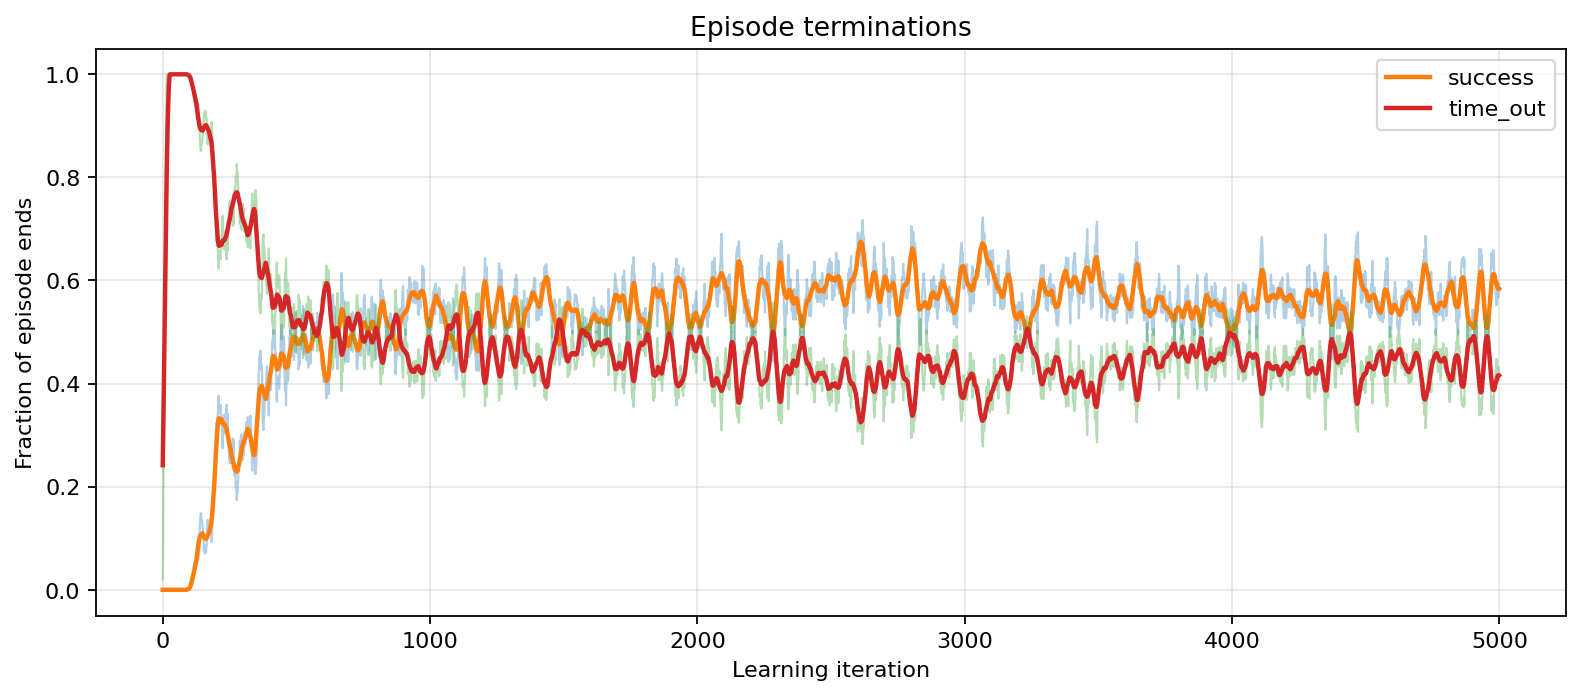 Episode terminations
success
time_out
Fraction of episode ends
1.0
0.8
0.6
0.4
0.2
0.0
0
1000
2000
3000
4000
5000
Learning iteration